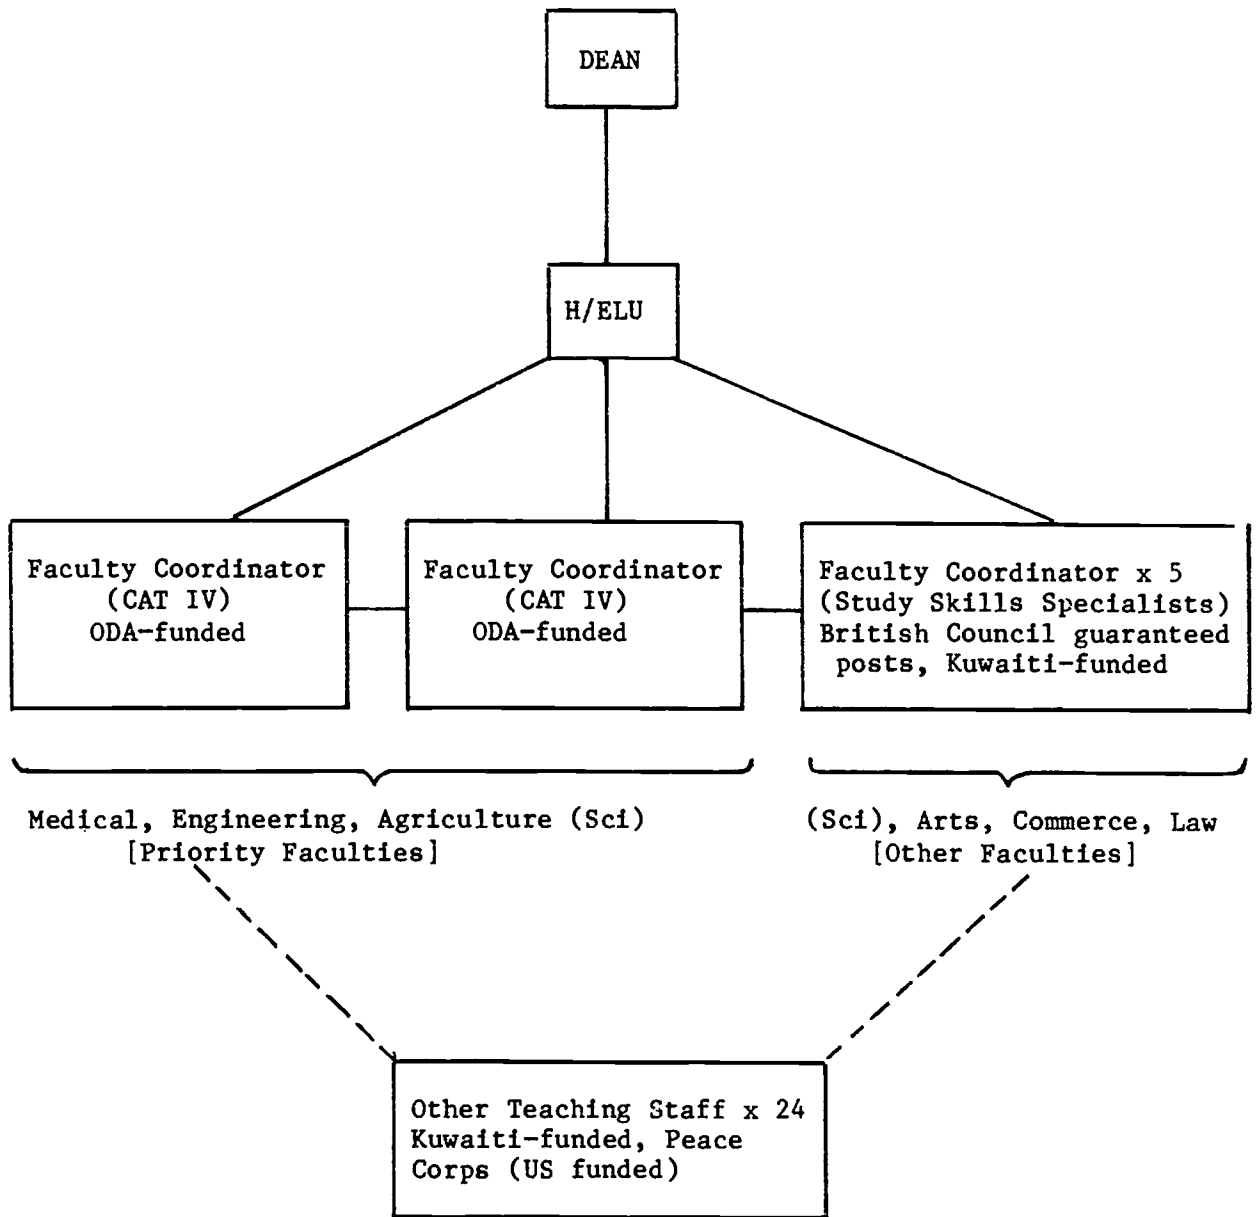 DEAN
H/ELU
Faculty Coordinator
(CAT IV)
ODA-funded
Faculty Coordinator
(CAT IV)
ODA-funded
Faculty Coordinator x 5
(Study Skills Specialists)
British Council guaranteed
posts, Kuwaiti-funded
Medical, Engineering, Agriculture (Sci)
[Priority Faculties]
(Sci), Arts, Commerce, Law
[Other Faculties]
Other Teaching Staff x 24
Kuwaiti-funded, Peace
Corps (US funded)